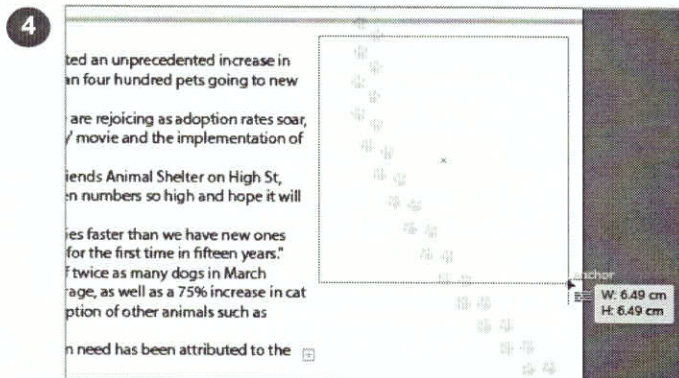 4
ted an unprecedented increase in
an four hundred pets going to new
are rejoicing as adoption rates soar,
movie and the implementation of
iends Animal Shelter on High St,
n numbers so high and hope it will
ies faster than we have new ones
for the first time in fifteen years."
twice as many dogs in March
rage, as well as a 75% increase in cat
ption of other animals such as
n need has been attributed to the
anchor
W: 6.49 cm
H: 6.49 cm